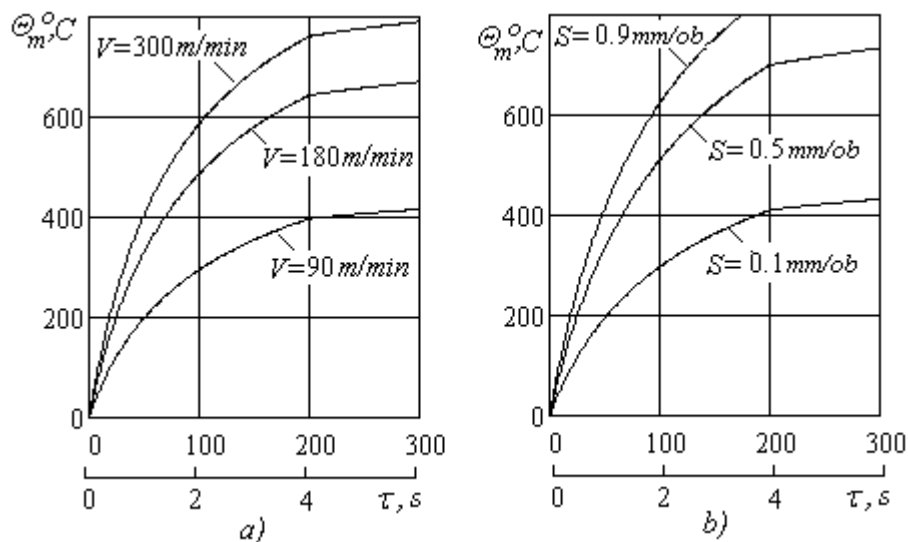 Θm,°C
V=300m/min
600
V=180m/min
400
V=90m/min
200
0
0 100 200 300
0 2 4 τ, s
a)
Θm,°C
S=0.9mm/ob
600
S=0.5mm/ob
400
S=0.1mm/ob
200
0
0 100 200 300
0 2 4 τ, s
b)